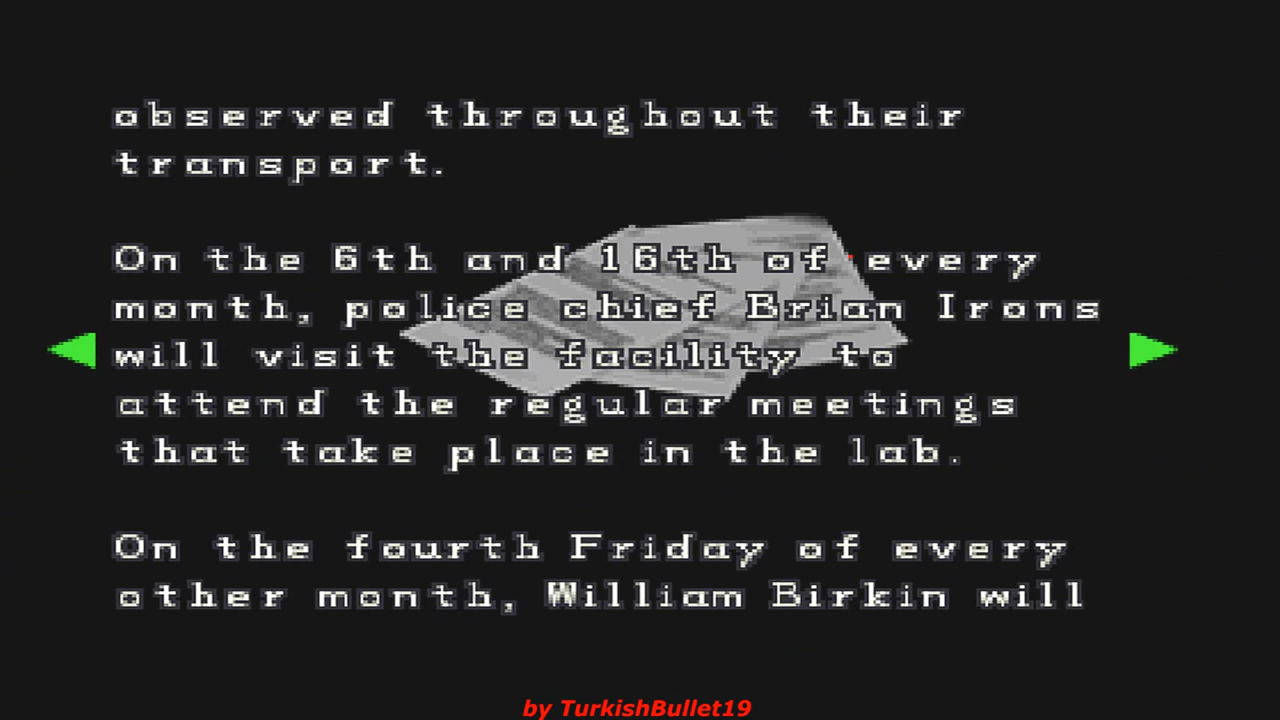 observed throughout their
transport.
On the 6th and 16th of every
month, police chief Brian Irons
will visit the facility to
attend the regular meetings
that take place in the lab.
On the fourth Friday of every
other month, William Birkin will
by TurkishBullet19